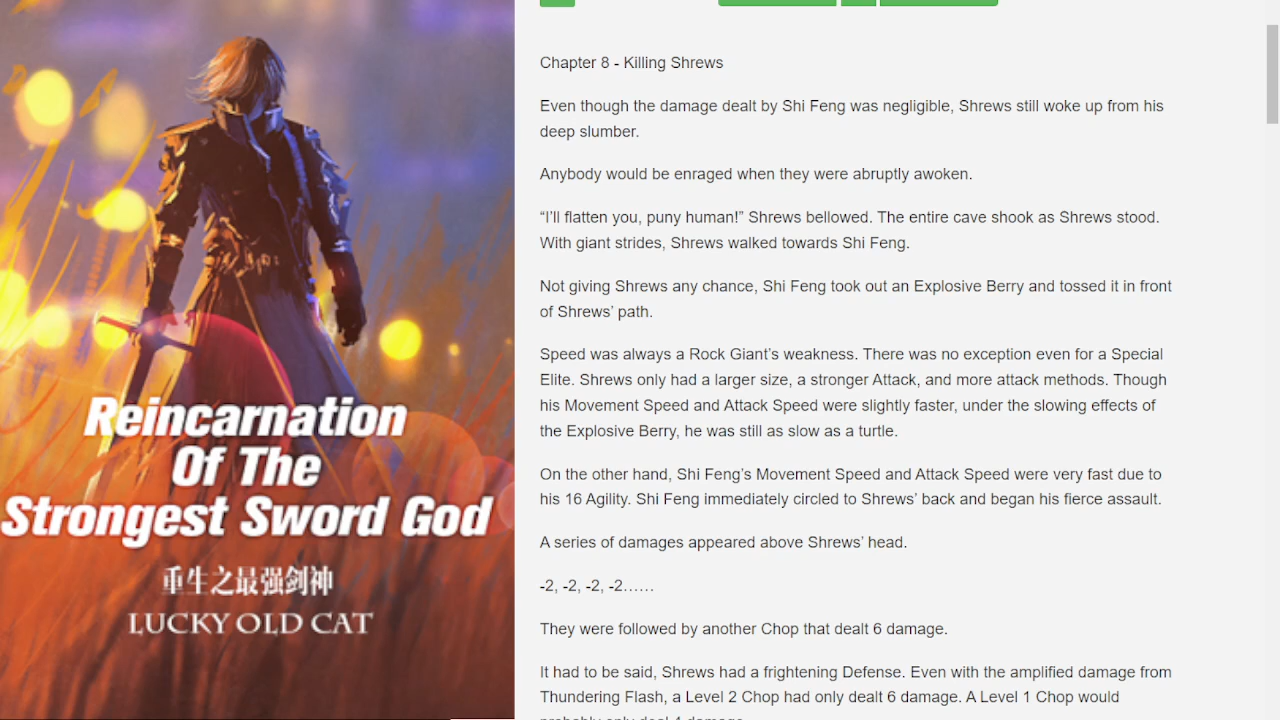 Reincarnation
Of The
Strongest Sword God
重生之最强剑神
LUCKY OLD CAT
Chapter 8 - Killing Shrews
Even though the damage dealt by Shi Feng was negligible, Shrews still woke up from his
deep slumber.
Anybody would be enraged when they were abruptly awoken.
“I’ll flatten you, puny human!” Shrews bellowed. The entire cave shook as Shrews stood.
With giant strides, Shrews walked towards Shi Feng.
Not giving Shrews any chance, Shi Feng took out an Explosive Berry and tossed it in front
of Shrews’ path.
Speed was always a Rock Giant’s weakness. There was no exception even for a Special
Elite. Shrews only had a larger size, a stronger Attack, and more attack methods. Though
his Movement Speed and Attack Speed were slightly faster, under the slowing effects of
the Explosive Berry, he was still as slow as a turtle.
On the other hand, Shi Feng’s Movement Speed and Attack Speed were very fast due to
his 16 Agility. Shi Feng immediately circled to Shrews’ back and began his fierce assault.
A series of damages appeared above Shrews’ head.
-2, -2, -2, -2……
They were followed by another Chop that dealt 6 damage.
It had to be said, Shrews had a frightening Defense. Even with the amplified damage from
Thundering Flash, a Level 2 Chop had only dealt 6 damage. A Level 1 Chop would
probably only deal 4 damage.